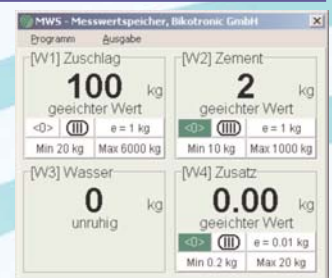 MWS - Messwertspeicher, Bikotronic GmbH
Programm Ausgabe
[W1] Zuschlag
100 kg
geeichter Wert
<0> e = 1 kg
Min 20 kg Max 6000 kg
[W2] Zement
2 kg
geeichter Wert
<0> e = 1 kg
Min 10 kg Max 1000 kg
[W3] Wasser
0 kg
unruhig
[W4] Zusatz
0.00 kg
geeichter Wert
<0> e = 0.01 kg
Min 0.2 kg Max 20 kg